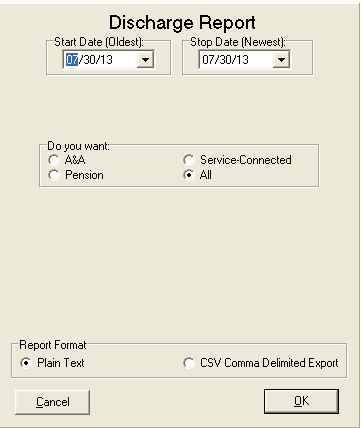 Discharge Report
Start Date (Oldest): Stop Date (Newest):
07/30/13 07/30/13
Do you want:
A&A Service-Connected
Pension All
Report Format
Plain Text CSV Comma Delimited Export
Cancel OK